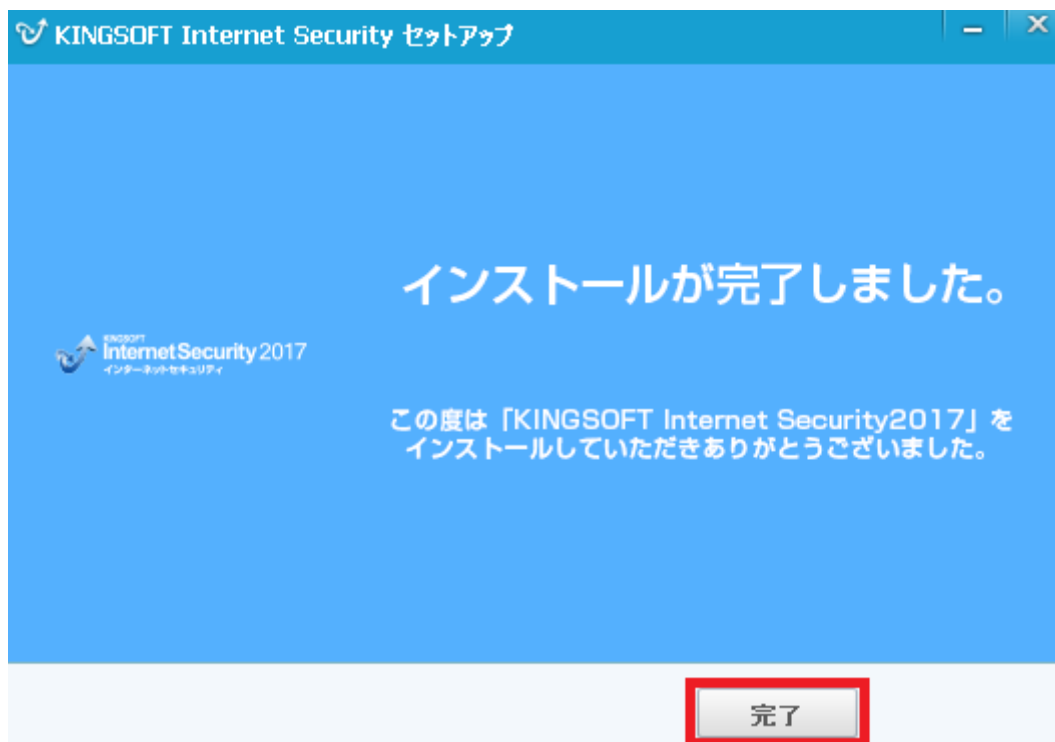 KINGSOFT Internet Security セットアップ
インストールが完了しました。
KINGSOFT
InternetSecurity2017
インターネットセキュリティ
この度は「KINGSOFT Internet Security2017」を
インストールしていただきありがとうございました。
完了